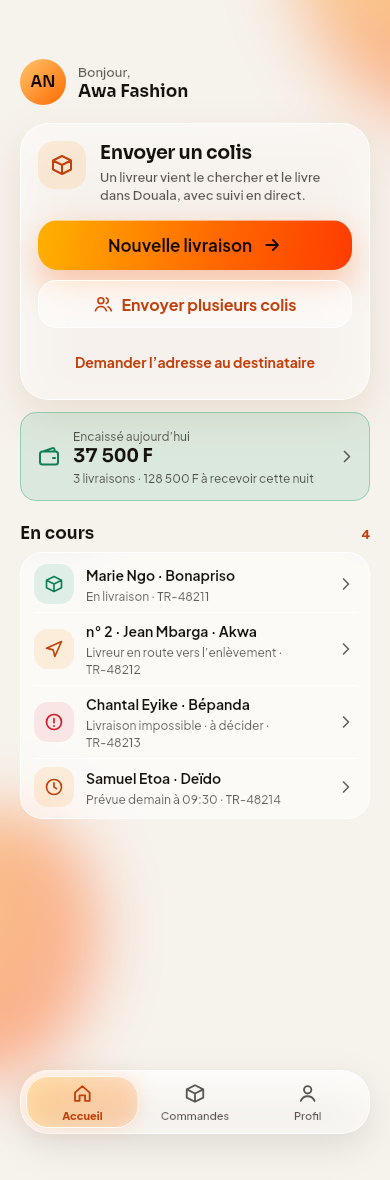 AN
Bonjour,
Awa Fashion
Envoyer un colis
Un livreur vient le chercher et le livre
dans Douala, avec suivi en direct.
Nouvelle livraison →
Envoyer plusieurs colis
Demander l’adresse au destinataire
Encaissé aujourd’hui
37 500 F
3 livraisons · 128 500 F à recevoir cette nuit
En cours 4
Marie Ngo · Bonapriso
En livraison · TR-48211
n° 2 · Jean Mbarga · Akwa
Livreur en route vers l’enlèvement ·
TR-48212
Chantal Eyike · Bépanda
Livraison impossible · à décider ·
TR-48213
Samuel Etoa · Deïdo
Prévue demain à 09:30 · TR-48214
Accueil Commandes Profil